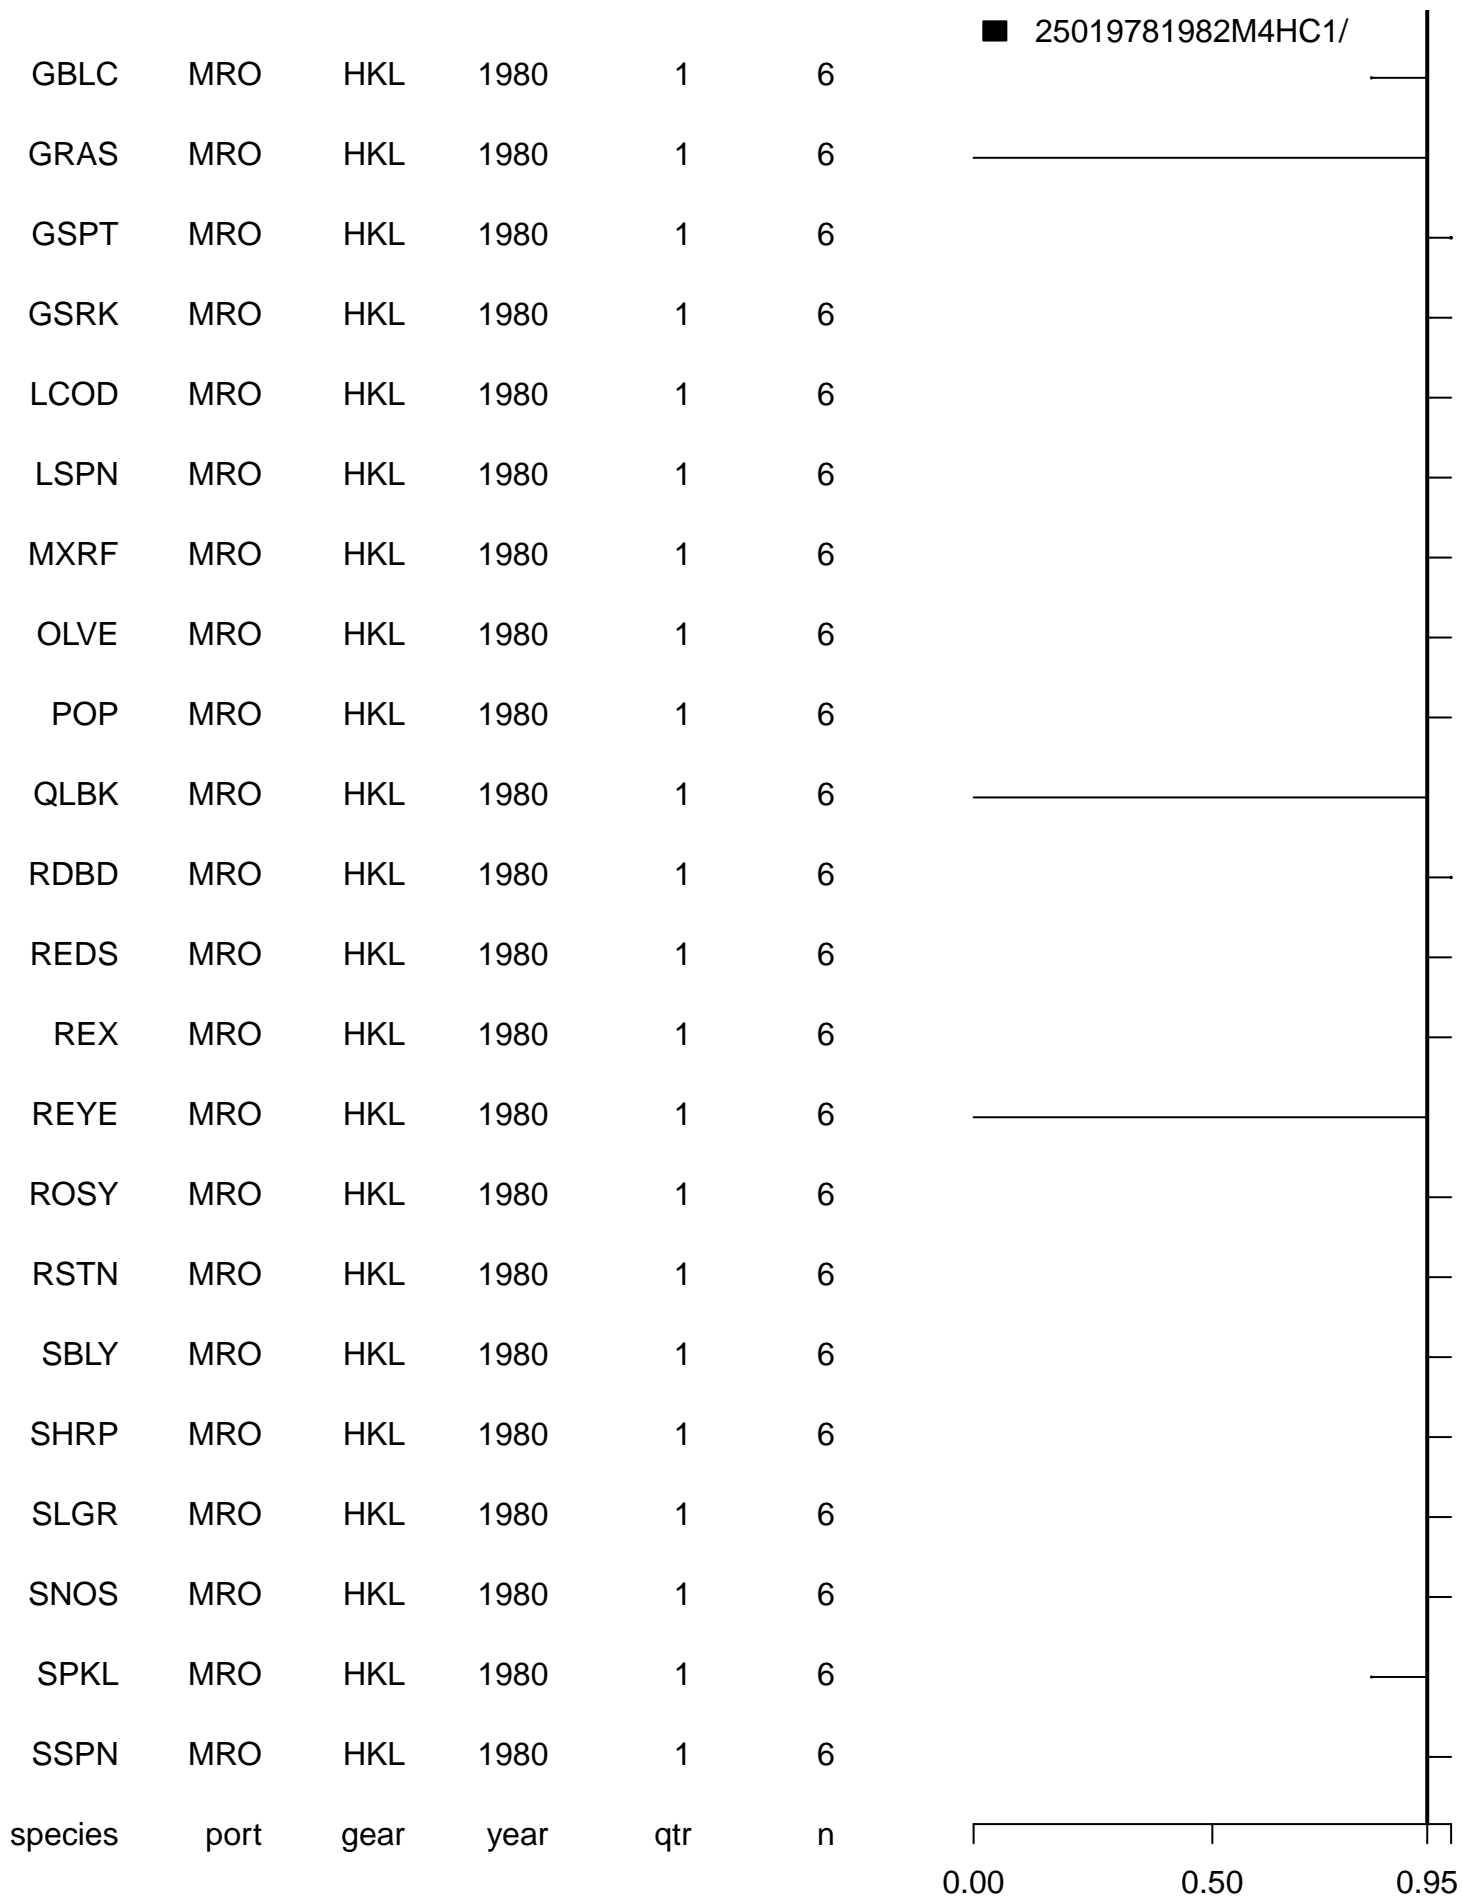 25019781982M4HC1/
GBLC MRO HKL 1980 1 6
GRAS MRO HKL 1980 1 6
GSPT MRO HKL 1980 1 6
GSRK MRO HKL 1980 1 6
LCOD MRO HKL 1980 1 6
LSPN MRO HKL 1980 1 6
MXRF MRO HKL 1980 1 6
OLVE MRO HKL 1980 1 6
POP MRO HKL 1980 1 6
QLBK MRO HKL 1980 1 6
RDBD MRO HKL 1980 1 6
REDS MRO HKL 1980 1 6
REX MRO HKL 1980 1 6
REYE MRO HKL 1980 1 6
ROSY MRO HKL 1980 1 6
RSTN MRO HKL 1980 1 6
SBLY MRO HKL 1980 1 6
SHRP MRO HKL 1980 1 6
SLGR MRO HKL 1980 1 6
SNOS MRO HKL 1980 1 6
SPKL MRO HKL 1980 1 6
SSPN MRO HKL 1980 1 6
species port gear year qtr n
0.00 0.50 0.95